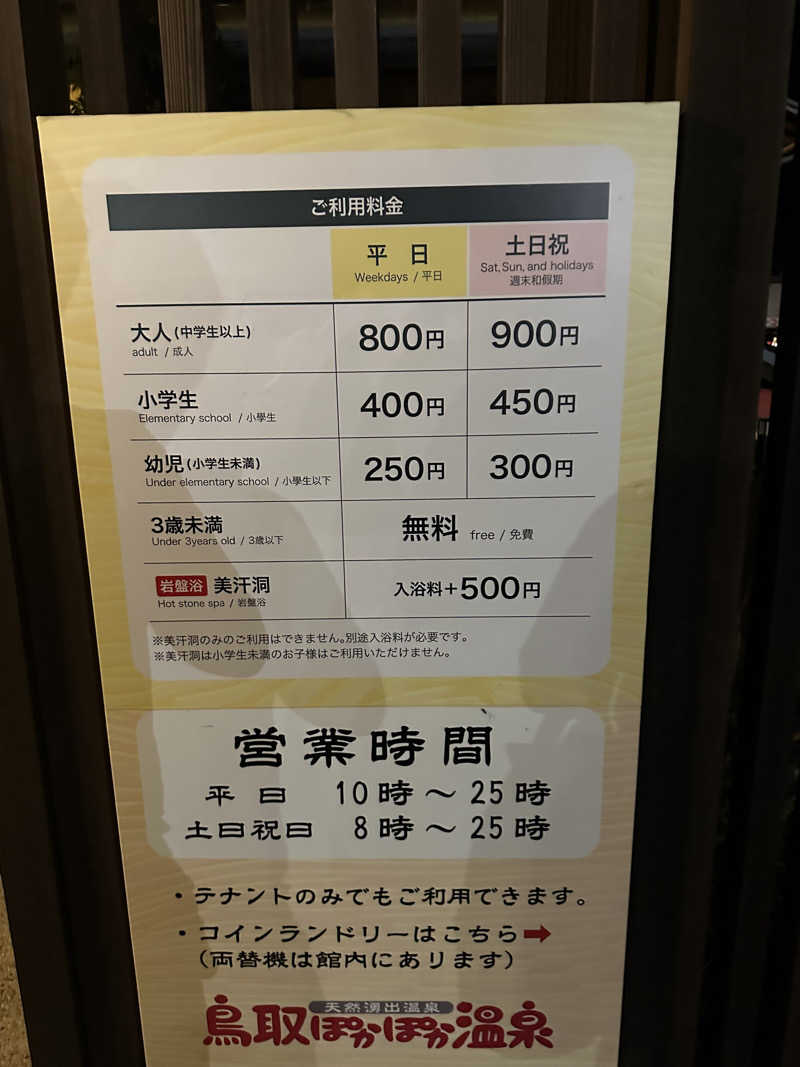 ご利用料金
平 日
Weekdays / 平日
土日祝
Sat, Sun, and holidays
週末和假期
大人(中学生以上)
adult / 成人
800円
900円
小学生
Elementary school / 小學生
400円
450円
幼児(小学生未満)
Under elementary school / 小學生以下
250円
300円
3歳未満
Under 3years old / 3歳以下
無料 free / 免費
岩盤浴 美汗洞
Hot stone spa / 岩盤浴
入浴料+500円
※美汗洞のみのご利用はできません。別途入浴料が必要です。
※美汗洞は小学生未満のお子様はご利用いただけません。
営業時間
平 日 10時〜25時
土日祝日 8時〜25時
・テナントのみでもご利用できます。
・コインランドリーはこちら➡
(両替機は館内にあります)
天然湧出温泉
鳥取ぽかぽか温泉